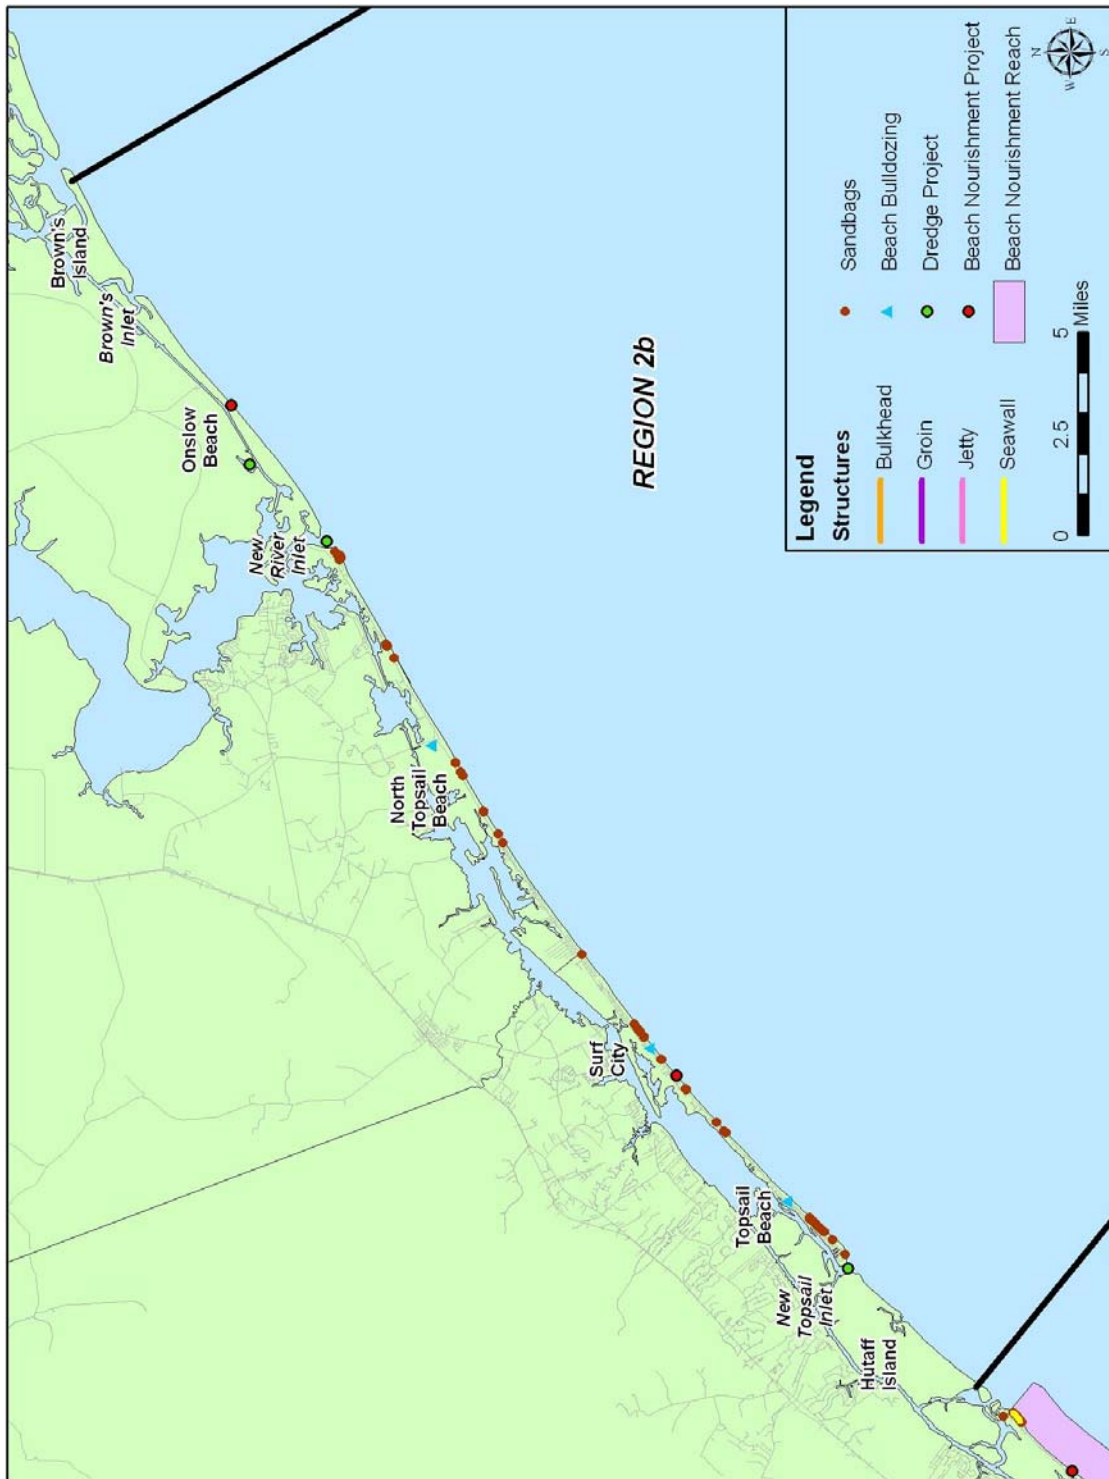 Brown's
Island
Brown's
Inlet
Onslow
Beach
New
River
Inlet
North
Topsail
Beach
Surf
City
Topsail
Beach
New
Topsail
Inlet
Hutaff
Island
REGION 2b
Legend
Structures
Bulkhead
Groin
Jetty
Seawall
Sandbags
Beach Bulldozing
Dredge Project
Beach Nourishment Project
Beach Nourishment Reach
0 2.5 5
Miles
N
W E
S